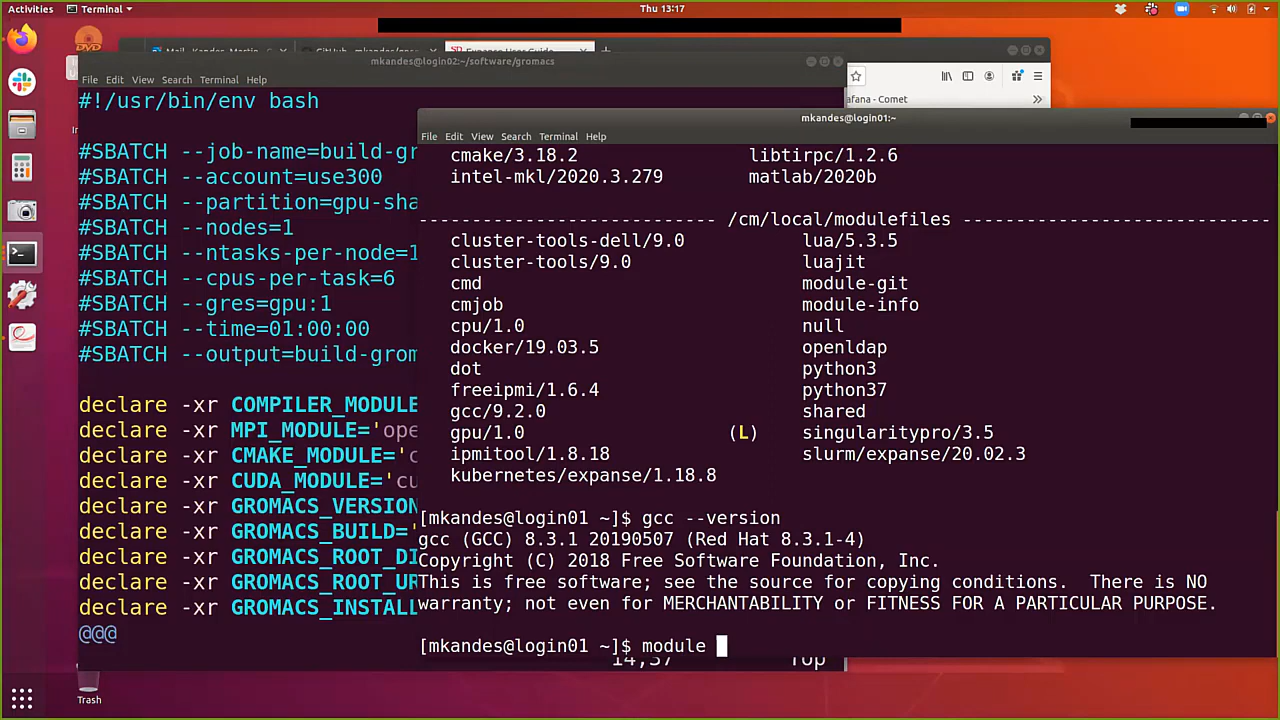 Activities
Terminal
Thu 13:17
DVD
Expanse User Guide
mkandes@login02:~/software/gromacs
File Edit View Search Terminal Help
afana - Comet
#!/usr/bin/env bash
#SBATCH --job-name=build-gr
#SBATCH --account=use300
#SBATCH --partition=gpu-sha
#SBATCH --nodes=1
#SBATCH --ntasks-per-node=1
#SBATCH --cpus-per-task=6
#SBATCH --gres=gpu:1
#SBATCH --time=01:00:00
#SBATCH --output=build-grom
declare -xr COMPILER_MODULE
declare -xr MPI_MODULE='ope
declare -xr CMAKE_MODULE='c
declare -xr CUDA_MODULE='cu
declare -xr GROMACS_VERSION
declare -xr GROMACS_BUILD='
declare -xr GROMACS_ROOT_DI
declare -xr GROMACS_ROOT_UR
declare -xr GROMACS_INSTALL
@@@
14,37
Top
mkandes@login01:~
File Edit View Search Terminal Help
cmake/3.18.2 libtirpc/1.2.6
intel-mkl/2020.3.279 matlab/2020b
--------------------------- /cm/local/modulefiles ----------------------------
cluster-tools-dell/9.0 lua/5.3.5
cluster-tools/9.0 luajit
cmd module-git
cmjob module-info
cpu/1.0 null
docker/19.03.5 openldap
dot python3
freeipmi/1.6.4 python37
gcc/9.2.0 shared
gpu/1.0 (L) singularitypro/3.5
ipmitool/1.8.18 slurm/expanse/20.02.3
kubernetes/expanse/1.18.8
[mkandes@login01 ~]$ gcc --version
gcc (GCC) 8.3.1 20190507 (Red Hat 8.3.1-4)
Copyright (C) 2018 Free Software Foundation, Inc.
This is free software; see the source for copying conditions.  There is NO
warranty; not even for MERCHANTABILITY or FITNESS FOR A PARTICULAR PURPOSE.
[mkandes@login01 ~]$ module
Trash